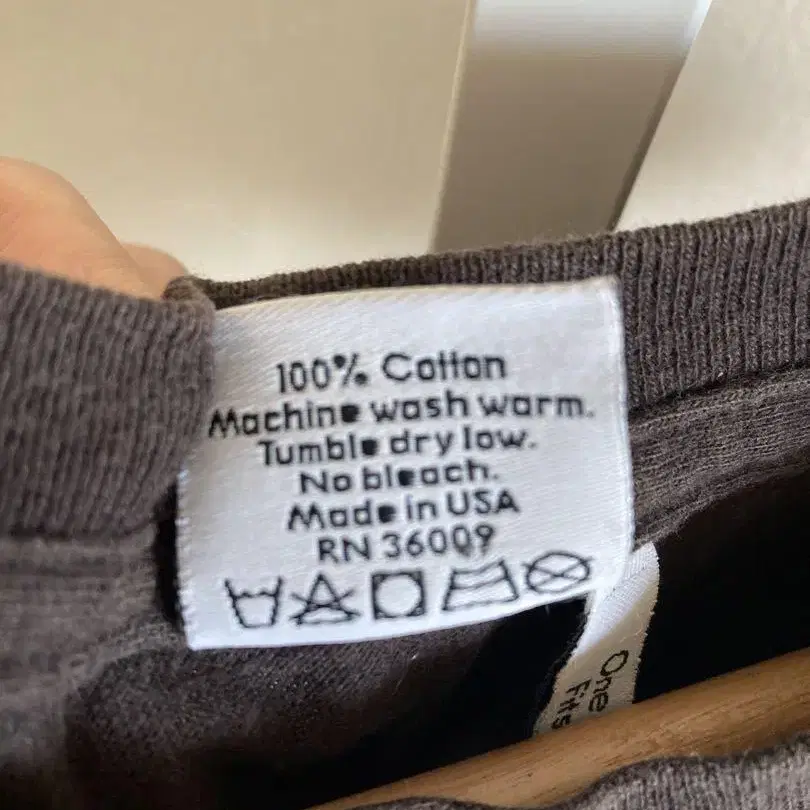 100% Cotton
Machine wash warm.
Tumble dry low.
No bleach.
Made in USA
RN 36009
One
Fits